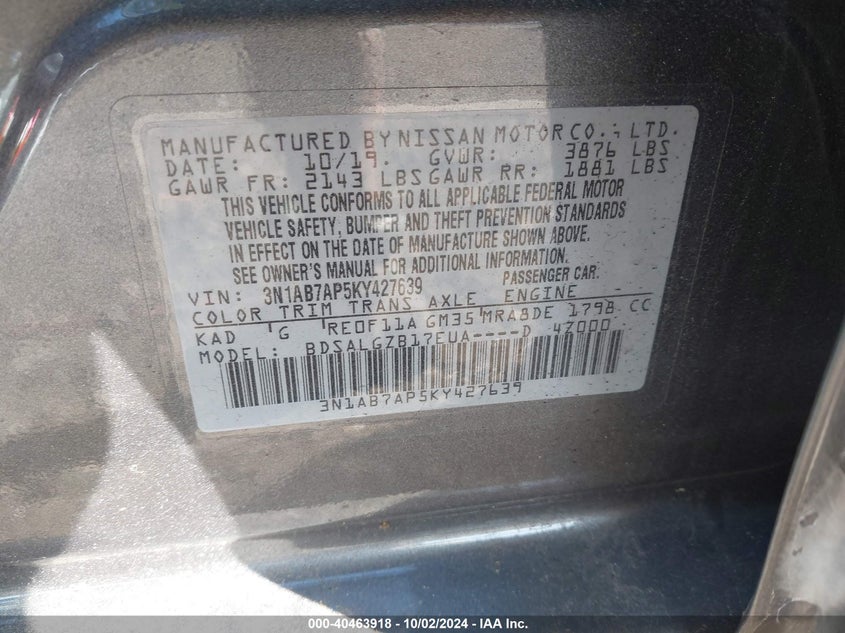 MANUFACTURED BY NISSAN MOTOR CO., LTD.
DATE: 10/19. GVWR: 3876 LBS
GAWR FR: 2143 LBS GAWR RR: 1881 LBS
THIS VEHICLE CONFORMS TO ALL APPLICABLE FEDERAL MOTOR
VEHICLE SAFETY, BUMPER AND THEFT PREVENTION STANDARDS
IN EFFECT ON THE DATE OF MANUFACTURE SHOWN ABOVE.
SEE OWNER'S MANUAL FOR ADDITIONAL INFORMATION.
VIN: 3N1AB7AP5KY427639 PASSENGER CAR
COLOR TRIM TRANS AXLE ENGINE
KAD G RE0F11A GM35 MRA8DE 1798 CC
MODEL: BDSALGZB17EUA----D 4Z000
3N1AB7AP5KY427639
000-40463918 - 10/02/2024 - IAA Inc.